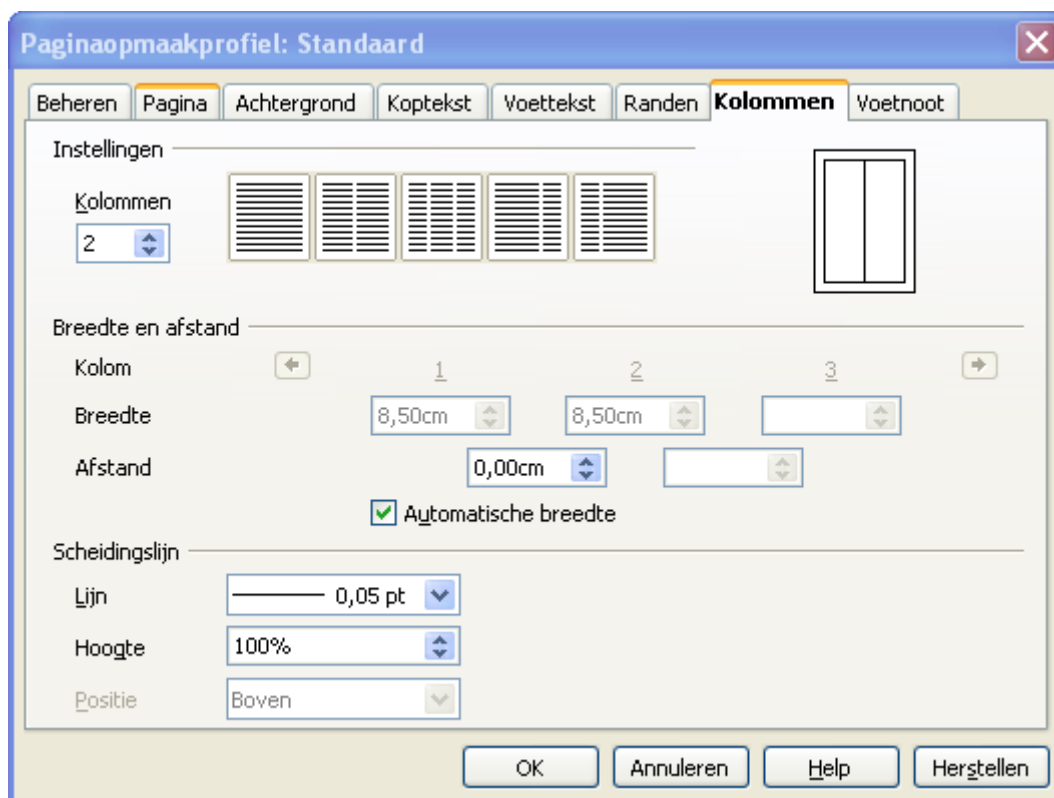 Paginaopmaakprofiel: Standaard
Beheren Pagina Achtergrond Koptekst Voettekst Randen Kolommen Voetnoot
Instellingen
Kolommen
2
Breedte en afstand
Kolom 1 2 3
Breedte 8,50cm 8,50cm
Afstand 0,00cm
Automatische breedte
Scheidingslijn
Lijn 0,05 pt
Hoogte 100%
Positie Boven
OK Annuleren Help Herstellen